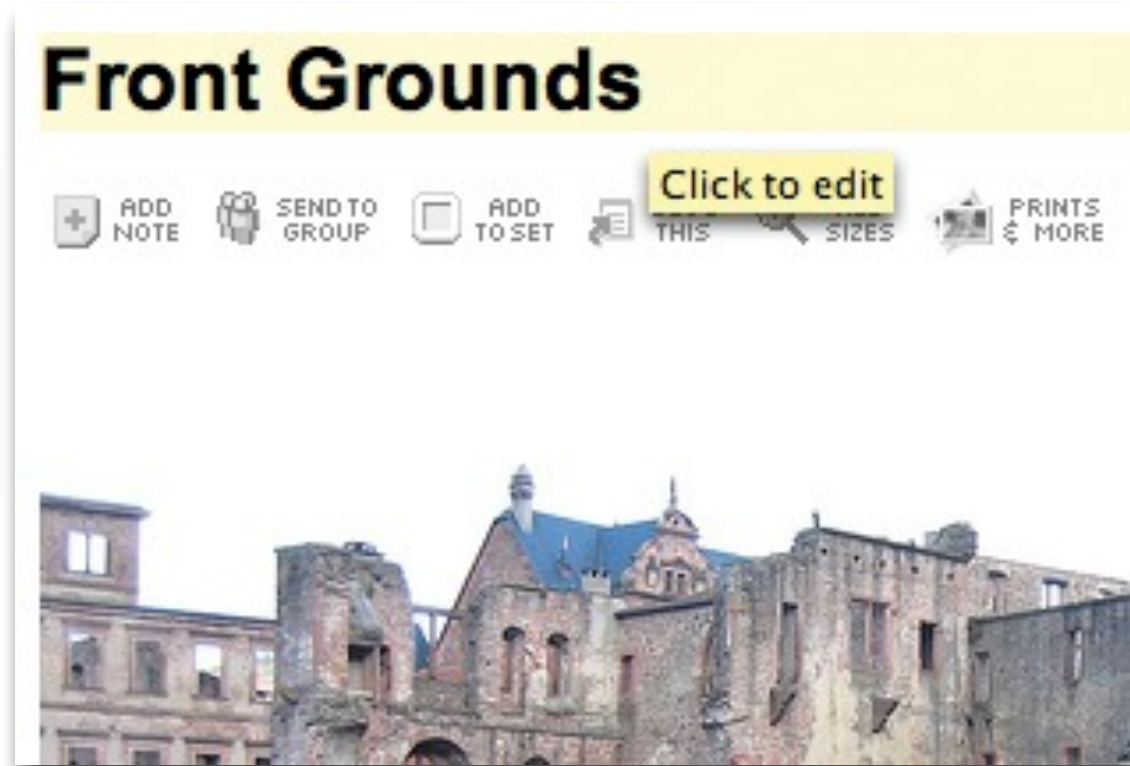 Front Grounds
Click to edit
ADD
NOTE
SEND TO
GROUP
ADD
TO SET
THIS
SIZES
PRINTS
& MORE